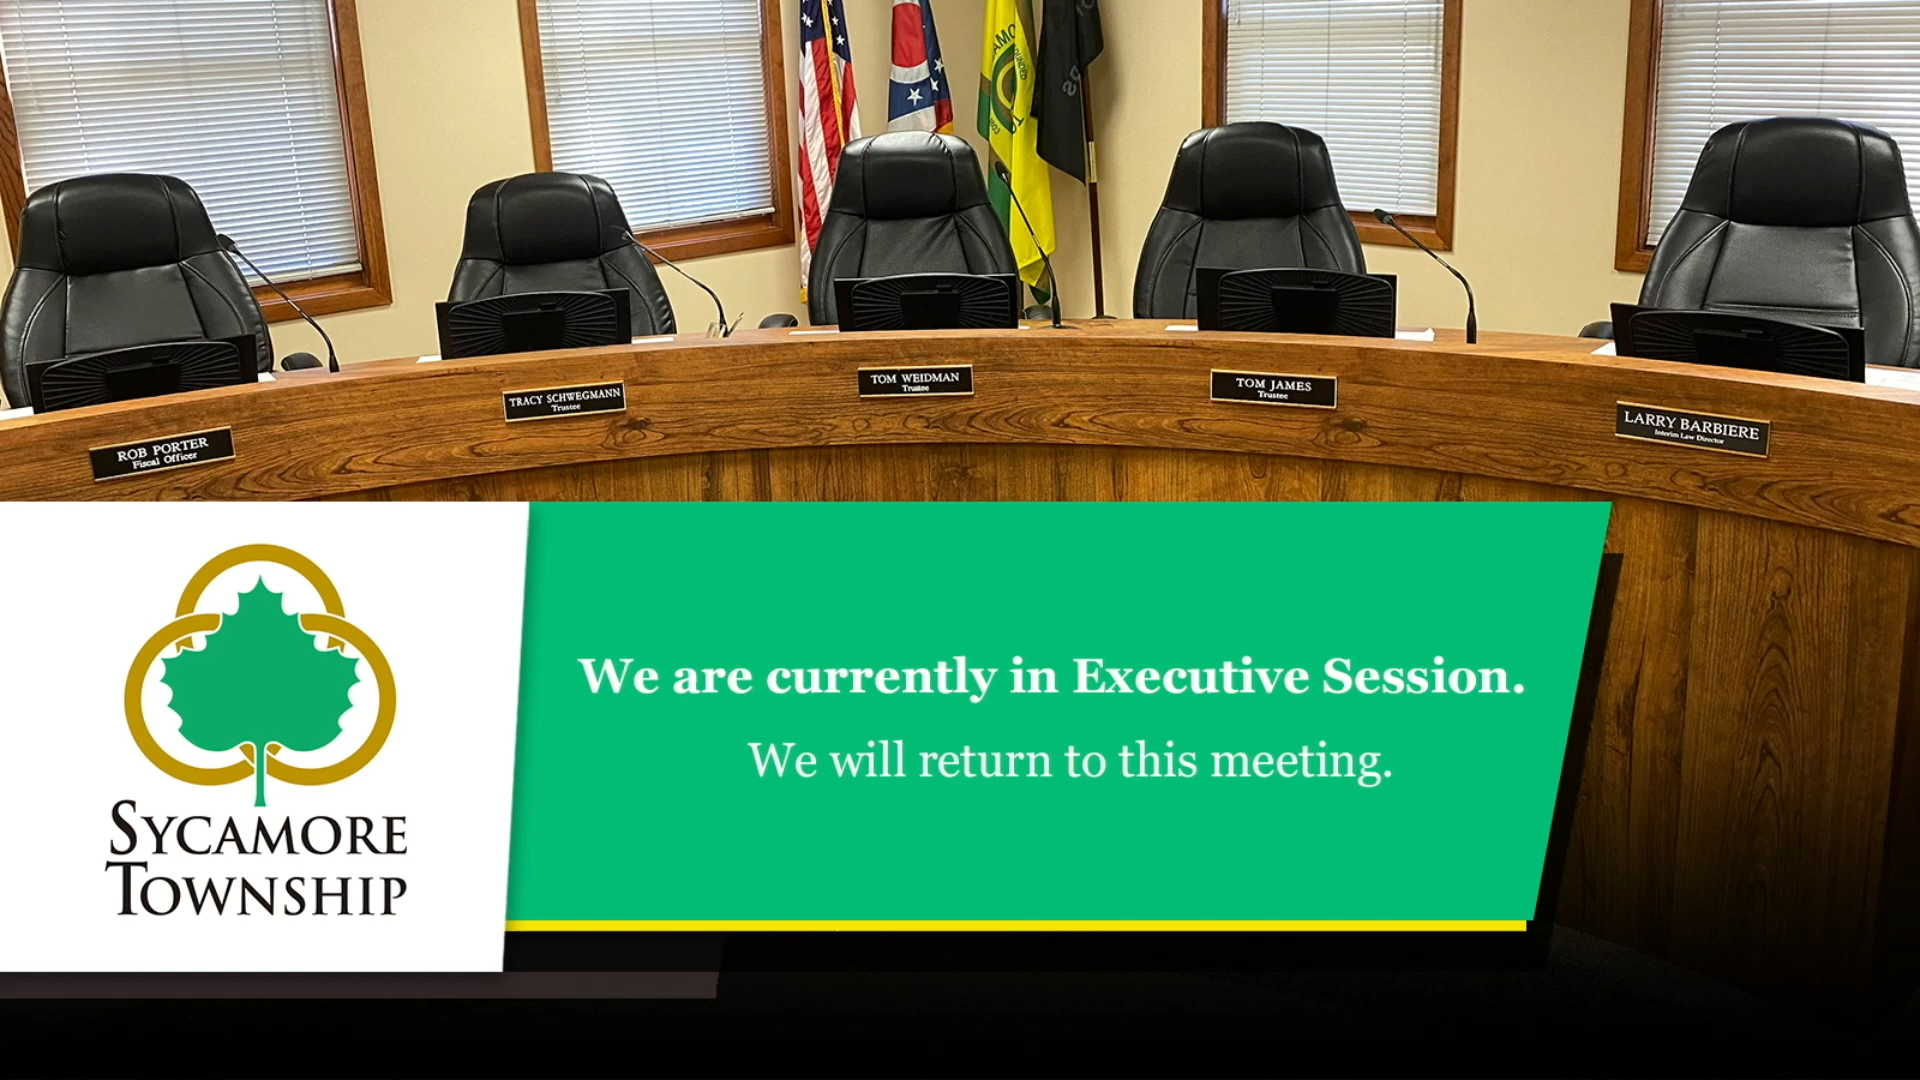 ROB PORTER
Fiscal Officer
TRACY SCHWEGMANN
Trustee
TOM WEIDMAN
Trustee
TOM JAMES
Trustee
LARRY BARBIERE
Interim Law Director
SYCAMORE
TOWNSHIP
We are currently in Executive Session.
We will return to this meeting.